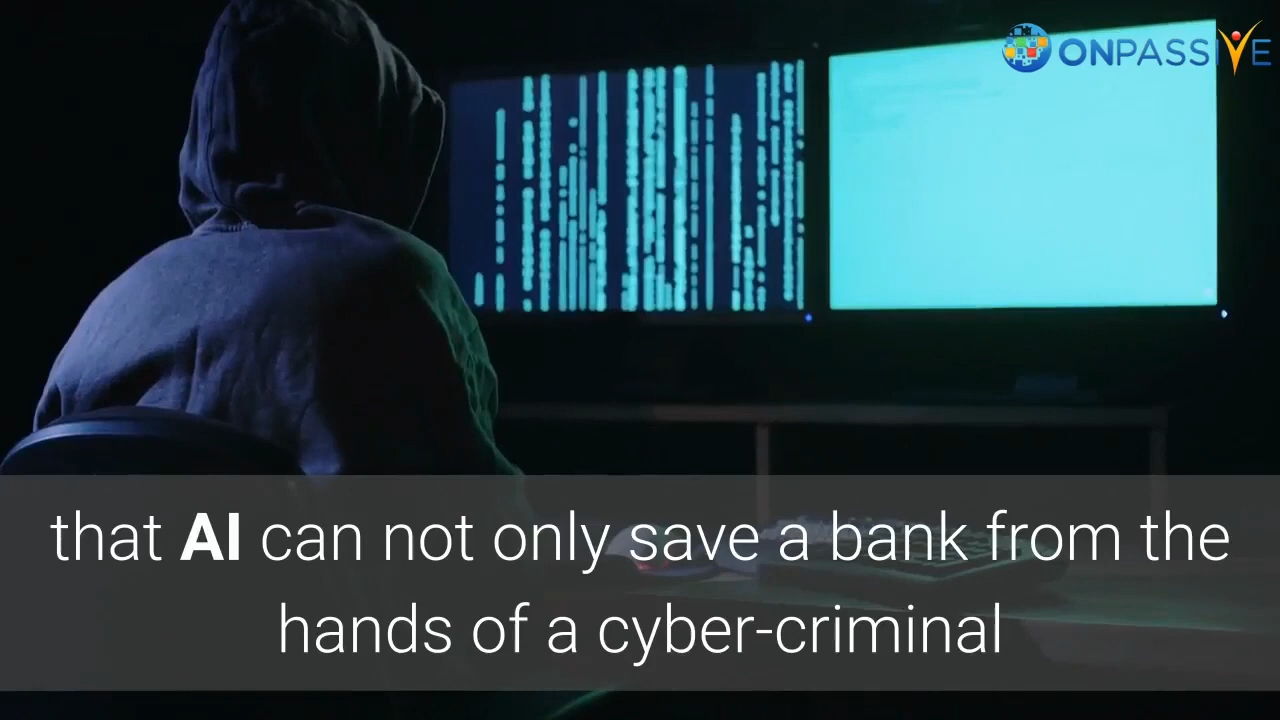 ONPASSIVE
that AI can not only save a bank from the
hands of a cyber-criminal